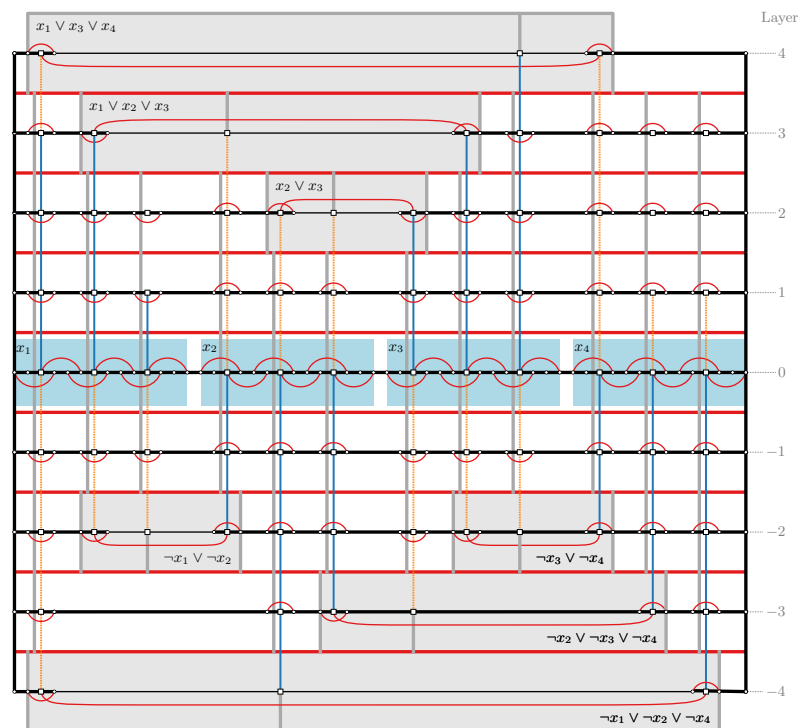 Layer
x₁ ∨ x₃ ∨ x₄
4
x₁ ∨ x₂ ∨ x₃
3
x₂ ∨ x₃
2
1
x₁ x₂ x₃ x₄
0
−1
−2
¬x₁ ∨ ¬x₂ ¬x₃ ∨ ¬x₄
−3
¬x₂ ∨ ¬x₃ ∨ ¬x₄
−4
¬x₁ ∨ ¬x₂ ∨ ¬x₄